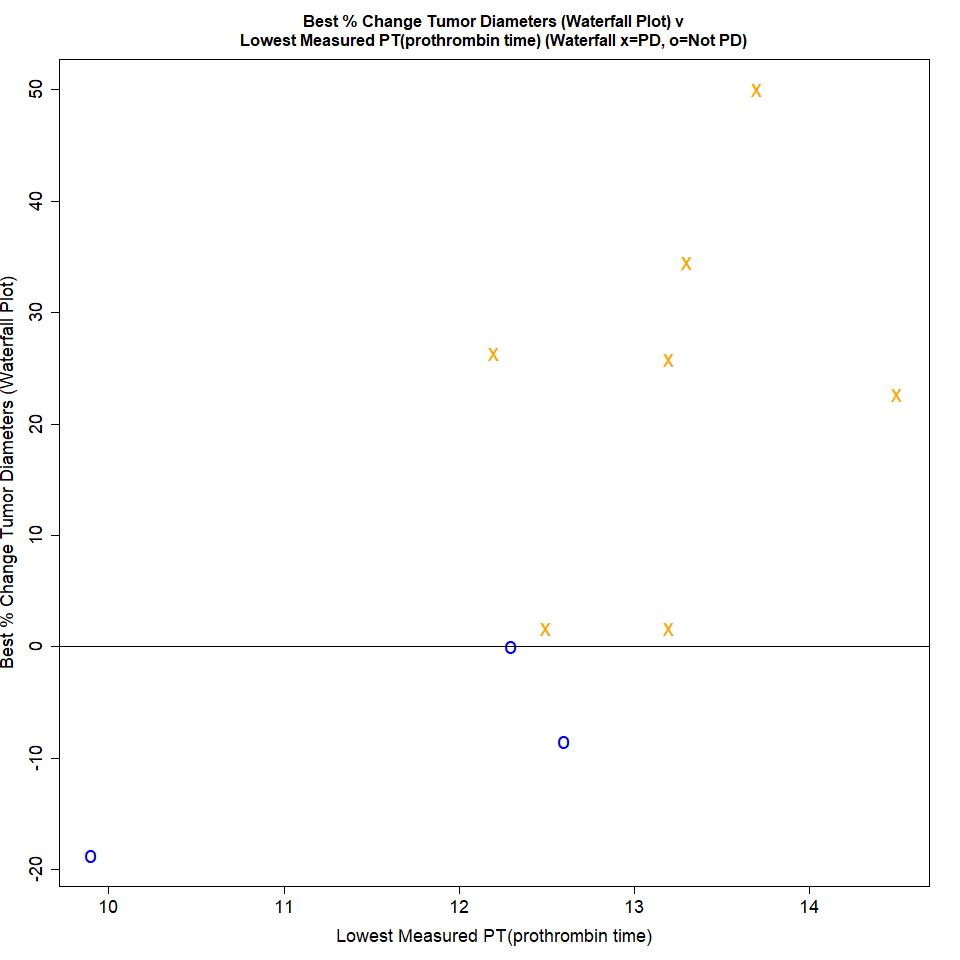 Best % Change Tumor Diameters (Waterfall Plot) v
Lowest Measured PT(prothrombin time) (Waterfall x=PD, o=Not PD)
Best % Change Tumor Diameters (Waterfall Plot)
50
40
30
20
10
0
-10
-20
X
X
X
X
X
X
X
O
O
O
10
11
12
13
14
Lowest Measured PT(prothrombin time)